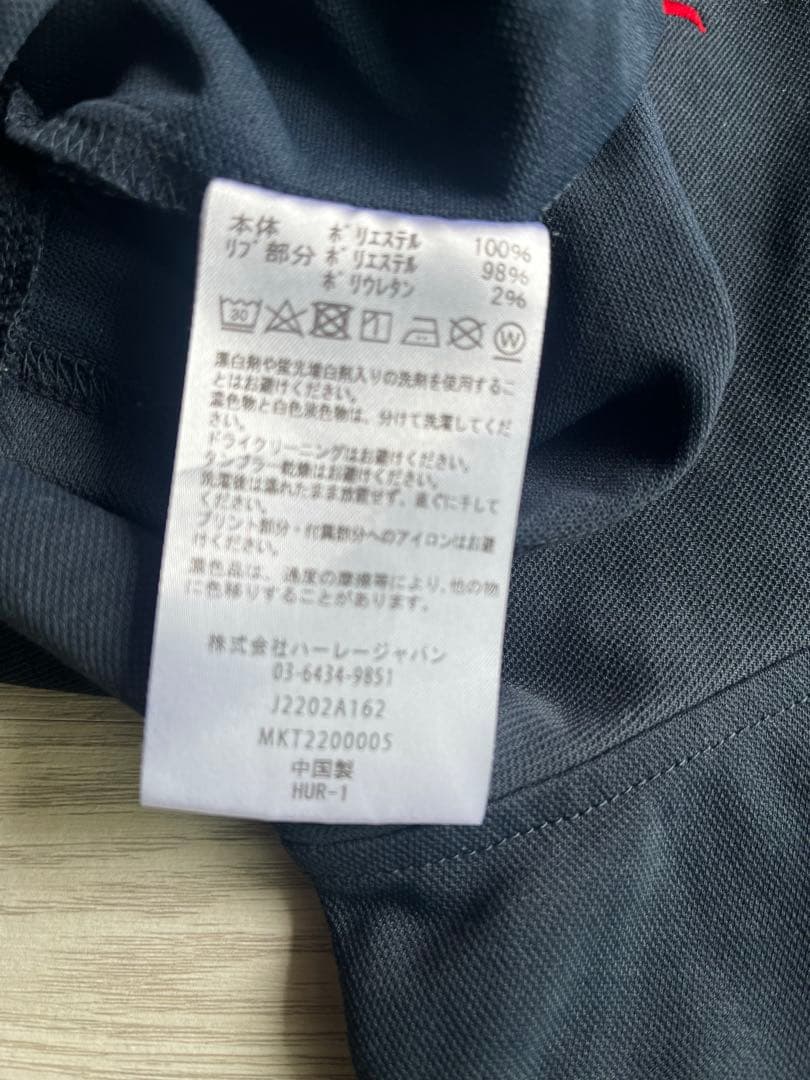 本体 ポリエステル 100%
リブ部分 ポリエステル 98%
ポリウレタン 2%
30
W
漂白剤や蛍光増白剤入りの洗剤を使用するこ
とはお避けください。
濃色物と白色淡色物は、分けて洗濯してくだ
さい。
ドライクリーニングはお避けください。
タンブラー乾燥はお避けください。
洗濯後は濡れたまま放置せず、直ぐに干して
ください。
プリント部分・付属部分へのアイロンはお避
けください。
濃色品は、過度の摩擦等により、他の物
に色移りすることがあります。
株式会社ハーレージャパン
03-6434-9851
J2202A162
MKT2200005
中国製
HUR-1